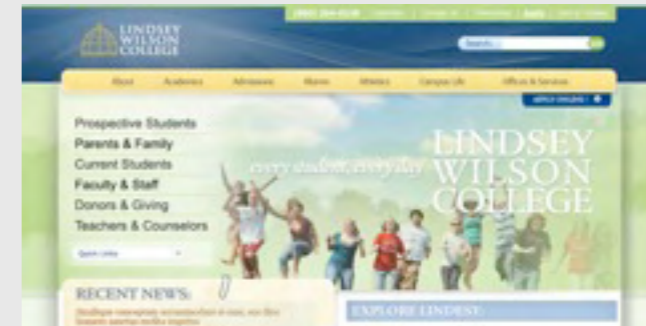 LINDSEY
WILSON
COLLEGE
Search...
About Academics Admissions Alumni Athletics Campus Life Offices & Services
APPLY ONLINE
Prospective Students
Parents & Family
Current Students
Faculty & Staff
Donors & Giving
Teachers & Counselors
Quick Links
every student, every day
LINDSEY
WILSON
COLLEGE
RECENT NEWS:
EXPLORE LINDSEY: